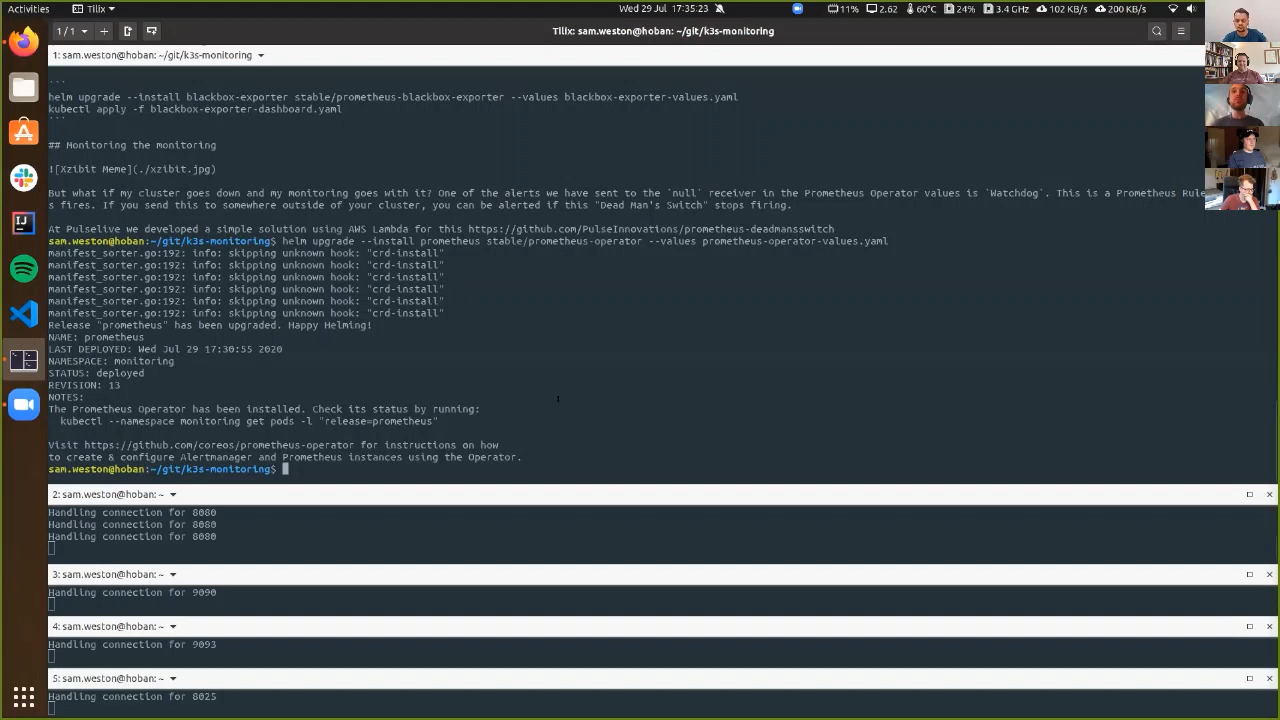 Activities
Tilix
Wed 29 Jul 17:35:23
11%
2.62
60°C
24%
3.4 GHz
102 KB/s
200 KB/s
1 / 1
Tilix: sam.weston@hoban: ~/git/k3s-monitoring
1: sam.weston@hoban: ~/git/k3s-monitoring
```
helm upgrade --install blackbox-exporter stable/prometheus-blackbox-exporter --values blackbox-exporter-values.yaml
kubectl apply -f blackbox-exporter-dashboard.yaml
```
## Monitoring the monitoring
![Xzibit Meme](./xzibit.jpg)
But what if my cluster goes down and my monitoring goes with it? One of the alerts we have sent to the `null` receiver in the Prometheus Operator values is `Watchdog`. This is a Prometheus Rule
s fires. If you send this to somewhere outside of your cluster, you can be alerted if this "Dead Man's Switch" stops firing.
At Pulselive we developed a simple solution using AWS Lambda for this https://github.com/PulseInnovations/prometheus-deadmansswitch
sam.weston@hoban:~/git/k3s-monitoring$ helm upgrade --install prometheus stable/prometheus-operator --values prometheus-operator-values.yaml
manifest_sorter.go:192: info: skipping unknown hook: "crd-install"
manifest_sorter.go:192: info: skipping unknown hook: "crd-install"
manifest_sorter.go:192: info: skipping unknown hook: "crd-install"
manifest_sorter.go:192: info: skipping unknown hook: "crd-install"
manifest_sorter.go:192: info: skipping unknown hook: "crd-install"
manifest_sorter.go:192: info: skipping unknown hook: "crd-install"
Release "prometheus" has been upgraded. Happy Helming!
NAME: prometheus
LAST DEPLOYED: Wed Jul 29 17:30:55 2020
NAMESPACE: monitoring
STATUS: deployed
REVISION: 13
NOTES:
The Prometheus Operator has been installed. Check its status by running:
kubectl --namespace monitoring get pods -l "release=prometheus"
Visit https://github.com/coreos/prometheus-operator for instructions on how
to create & configure Alertmanager and Prometheus instances using the Operator.
sam.weston@hoban:~/git/k3s-monitoring$
2: sam.weston@hoban: ~
Handling connection for 8080
Handling connection for 8080
Handling connection for 8080
3: sam.weston@hoban: ~
Handling connection for 9090
4: sam.weston@hoban: ~
Handling connection for 9093
5: sam.weston@hoban: ~
Handling connection for 8025